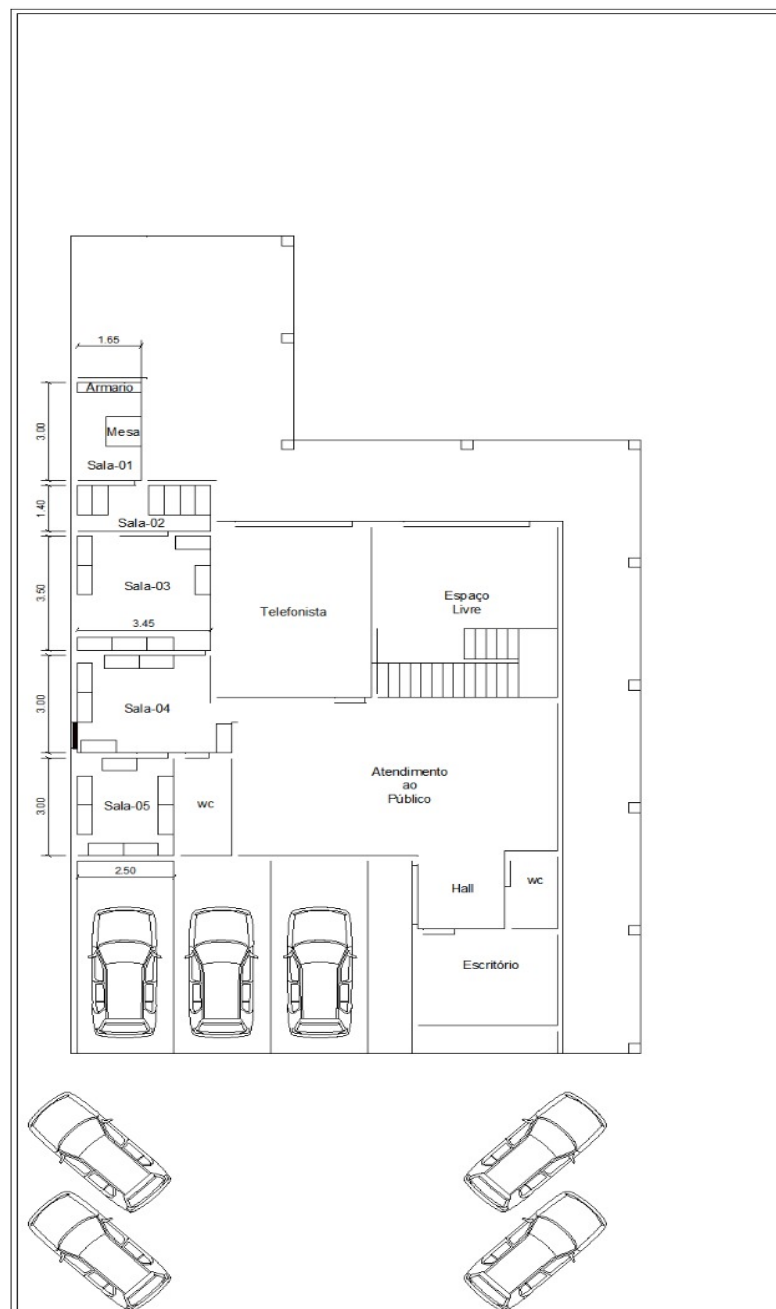 1.65
Armario
3.00
Mesa
Sala-01
1.40
Sala-02
3.50
Sala-03
3.45
Telefonista
Espaço
Livre
3.00
Sala-04
Atendimento
ao
Público
3.00
Sala-05
wc
2.50
Hall
wc
Escritório